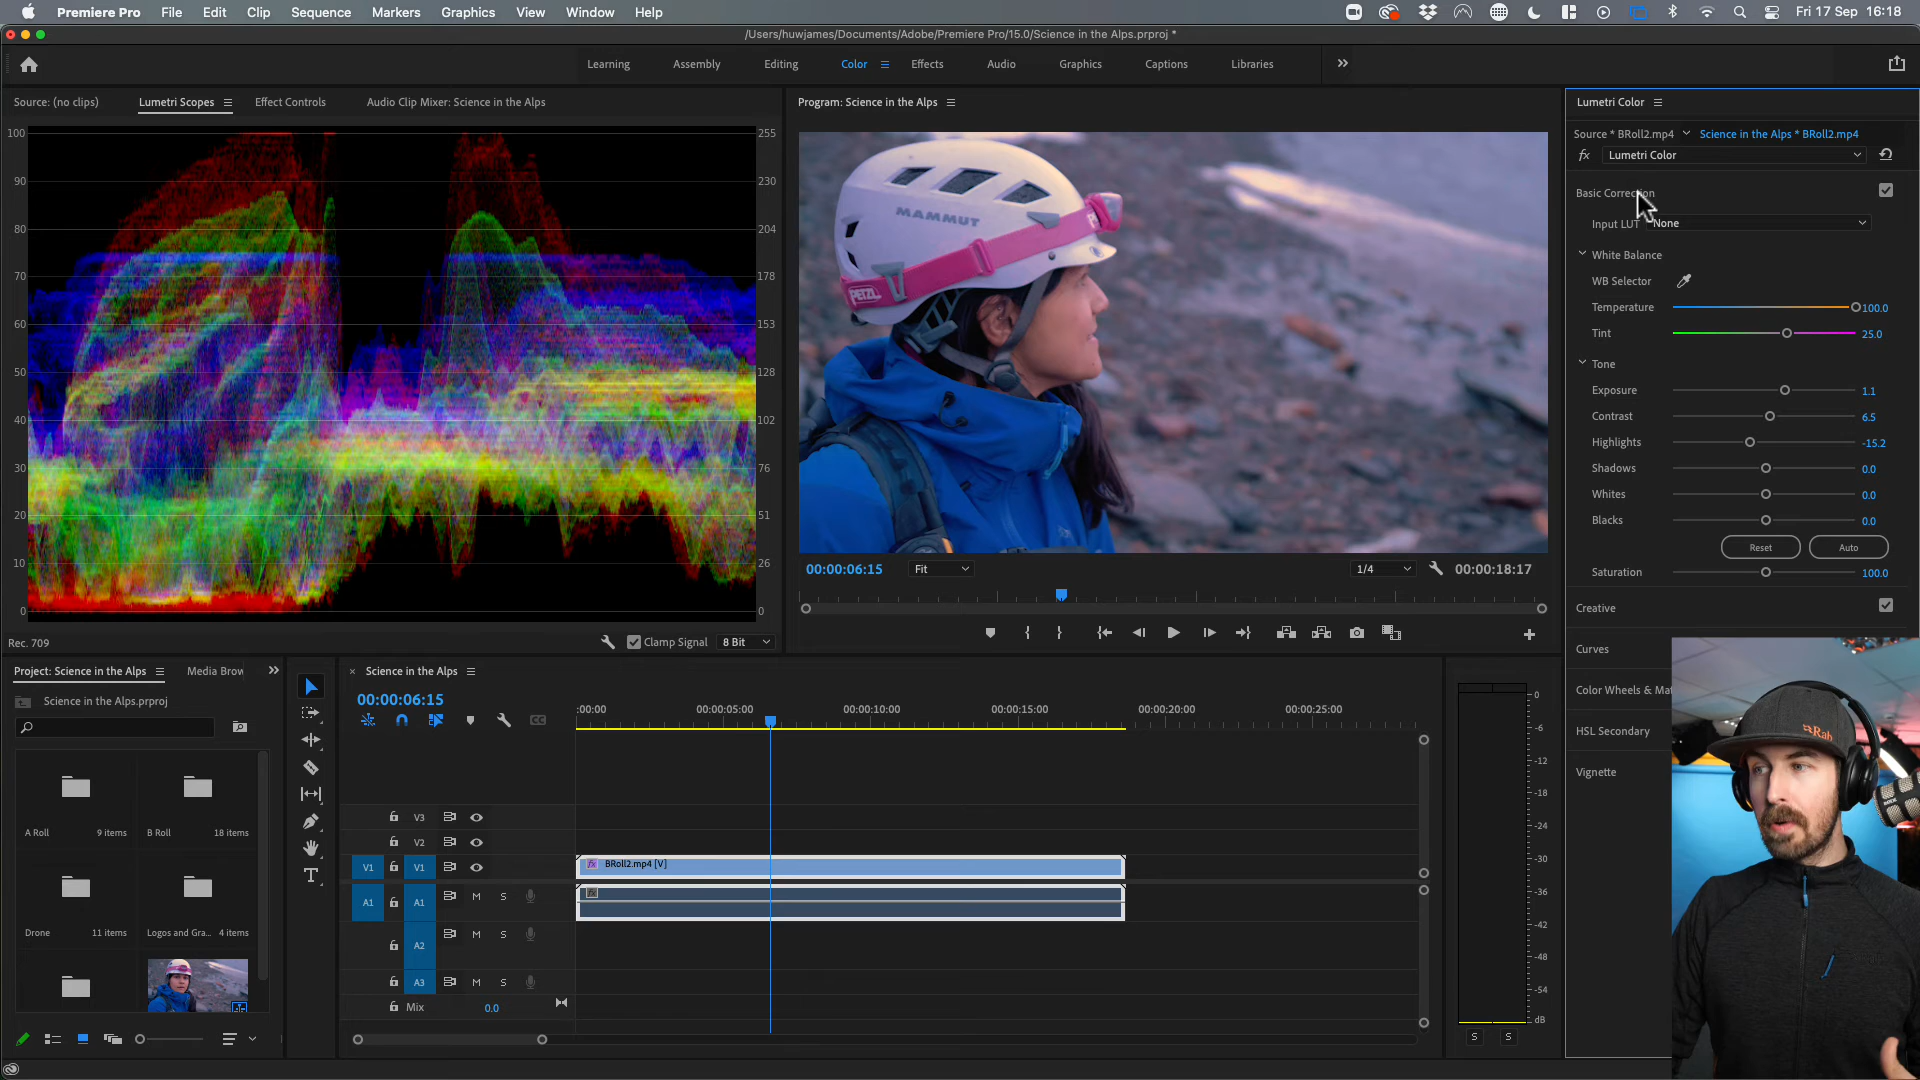 Premiere Pro File Edit Clip Sequence Markers Graphics View Window Help Fri 17 Sep 16:18
/Users/huwjames/Documents/Adobe/Premiere Pro/15.0/Science in the Alps.prproj *
Learning Assembly Editing Color Effects Audio Graphics Captions Libraries
Source: (no clips) Lumetri Scopes Effect Controls Audio Clip Mixer: Science in the Alps
100 90 80 70 60 50 40 30 20 10 0
255 230 204 178 153 128 102 76 51 26 0
Rec. 709 Clamp Signal 8 Bit
Program: Science in the Alps
MAMMUT
PETZL
00:00:06:15 Fit 1/4 00:00:18:17
Lumetri Color
Source * BRoll2.mp4 Science in the Alps * BRoll2.mp4
fx Lumetri Color
Basic Correction
Input LUT None
White Balance
WB Selector
Temperature 100.0
Tint 25.0
Tone
Exposure 1.1
Contrast 6.5
Highlights -15.2
Shadows 0.0
Whites 0.0
Blacks 0.0
Reset Auto
Saturation 100.0
Creative
Curves
Color Wheels & Mat
HSL Secondary
Vignette
Project: Science in the Alps Media Brow
Science in the Alps.prproj
A Roll 9 items B Roll 18 items
Drone 11 items Logos and Gra... 4 items
× Science in the Alps
00:00:06:15
CC
:00:00 00:00:05:00 00:00:10:00 00:00:15:00 00:00:20:00 00:00:25:00
V3
V2
V1 V1 fx BRoll2.mp4 [V]
A1 A1 M S fx
A2 M S
A3 M S
Mix 0.0
0
-6
-12
-18
-24
-30
-36
-42
-48
-54
dB
S S
Rab